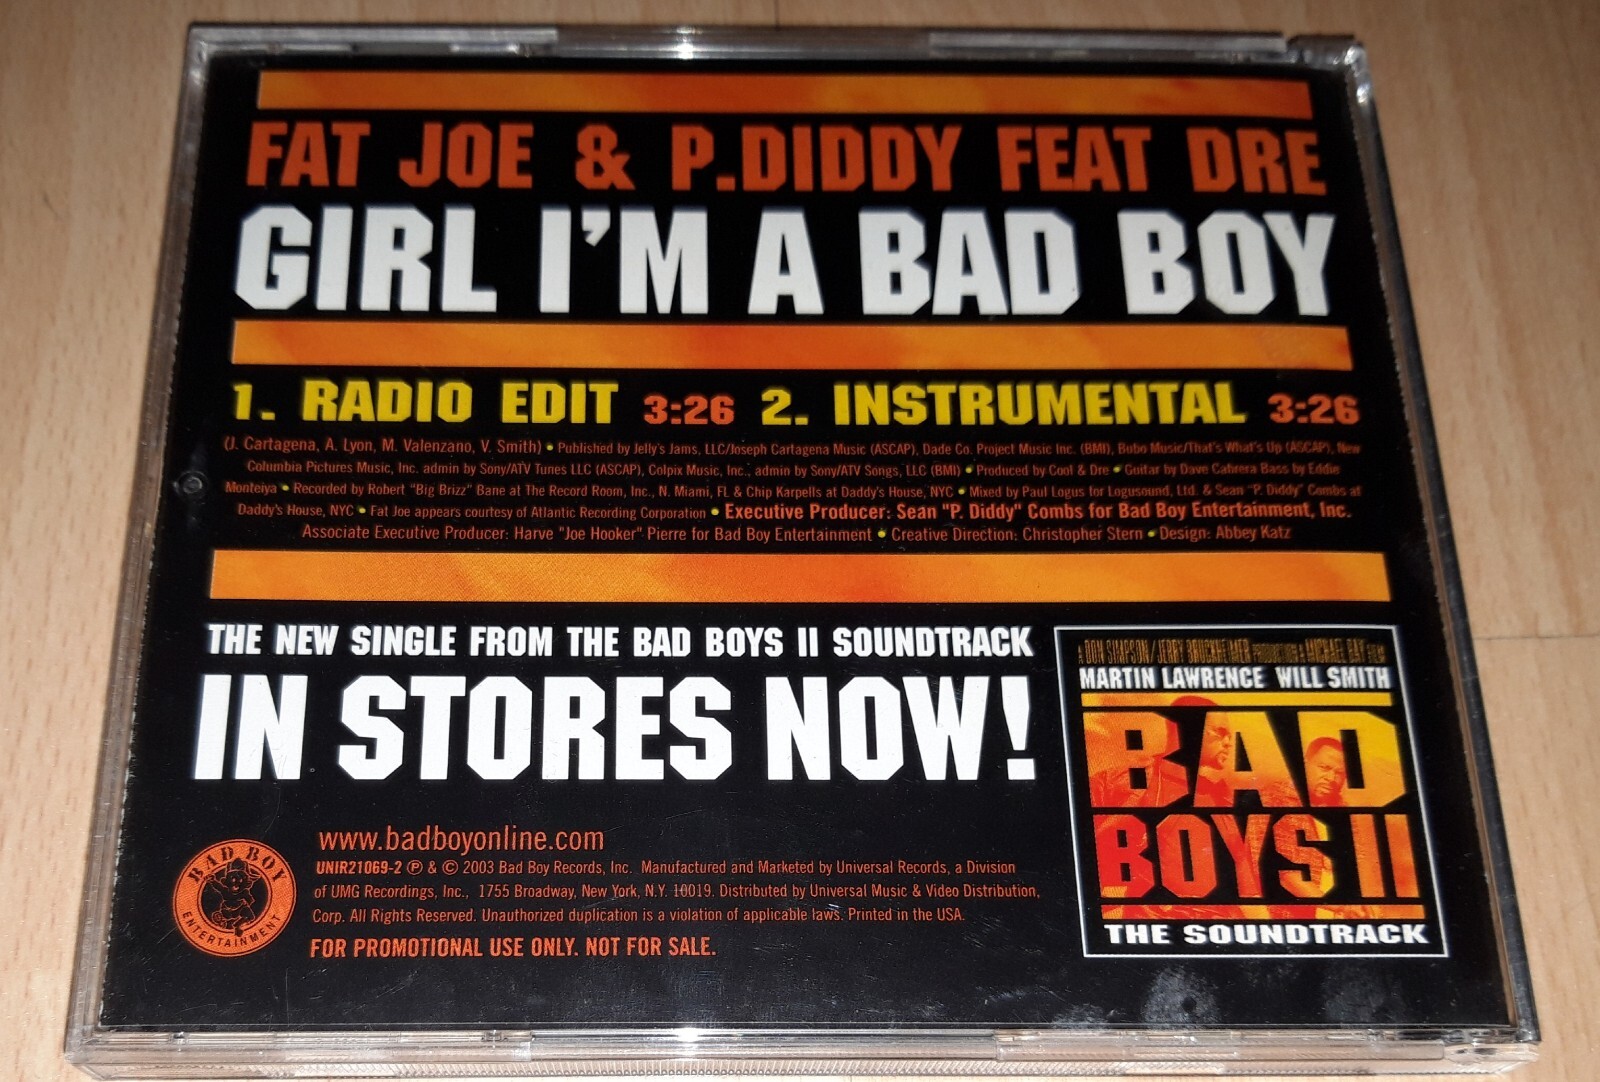 FAT JOE & P.DIDDY FEAT DRE
GIRL I'M A BAD BOY
1. RADIO EDIT 3:26 2. INSTRUMENTAL 3:26
(J. Cartagena, A. Lyon, M. Valenzano, V. Smith) • Published by Jelly's Jams, LLC/Joseph Cartagena Music (ASCAP), Dade Co. Project Music Inc. (BMI), Bubo Music/That's What's Up (ASCAP), New
Columbia Pictures Music, Inc. admin by Sony/ATV Tunes LLC (ASCAP), Colpix Music, Inc., admin by Sony/ATV Songs, LLC (BMI) • Produced by Cool & Dre • Guitar by Dave Cabrera Bass by Eddie
Monteiya • Recorded by Robert "Big Brizz" Bane at The Record Room, Inc., N. Miami, FL & Chip Karpells at Daddy's House, NYC • Mixed by Paul Logus for Logusound, Ltd. & Sean "P. Diddy" Combs at
Daddy's House, NYC • Fat Joe appears courtesy of Atlantic Recording Corporation • Executive Producer: Sean "P. Diddy" Combs for Bad Boy Entertainment, Inc.
Associate Executive Producer: Harve "Joe Hooker" Pierre for Bad Boy Entertainment • Creative Direction: Christopher Stern • Design: Abbey Katz
THE NEW SINGLE FROM THE BAD BOYS II SOUNDTRACK
IN STORES NOW!
A DON SIMPSON/JERRY BRUCKHEIMER PRODUCTION A MICHAEL BAY FILM
MARTIN LAWRENCE WILL SMITH
BAD
BOYS II
THE SOUNDTRACK
BAD BOY
ENTERTAINMENT
www.badboyonline.com
UNIR21069-2 ℗ & © 2003 Bad Boy Records, Inc. Manufactured and Marketed by Universal Records, a Division
of UMG Recordings, Inc., 1755 Broadway, New York, N.Y. 10019. Distributed by Universal Music & Video Distribution,
Corp. All Rights Reserved. Unauthorized duplication is a violation of applicable laws. Printed in the USA.
FOR PROMOTIONAL USE ONLY. NOT FOR SALE.